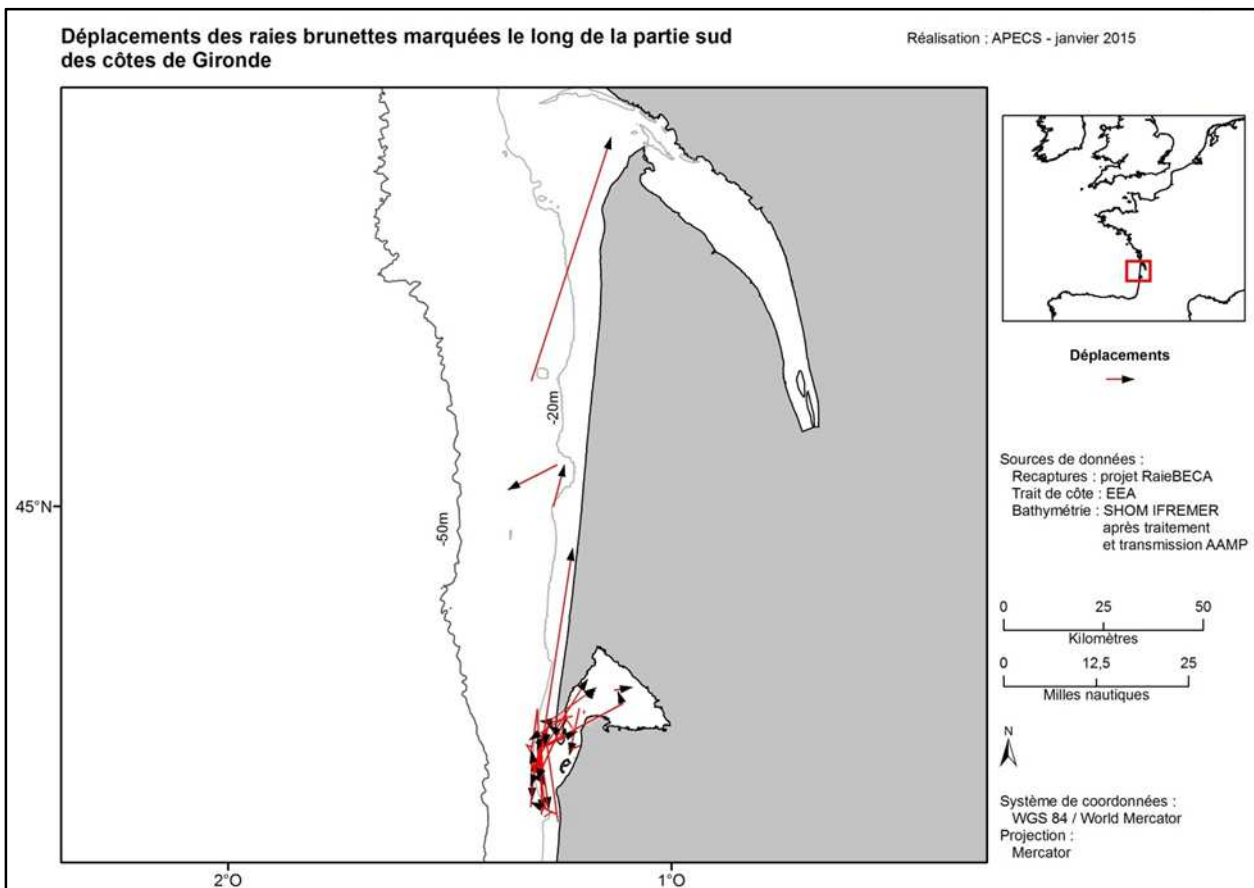 Déplacements des raies brunettes marquées le long de la partie sud
des côtes de Gironde
Réalisation : APECS - janvier 2015
-20m
-50m
45°N
2°O
1°O
Déplacements
Sources de données :
Recaptures : projet RaieBECA
Trait de côte : EEA
Bathymétrie : SHOM IFREMER
après traitement
et transmission AAMP
0 25 50
Kilomètres
0 12,5 25
Milles nautiques
N
Système de coordonnées :
WGS 84 / World Mercator
Projection :
Mercator